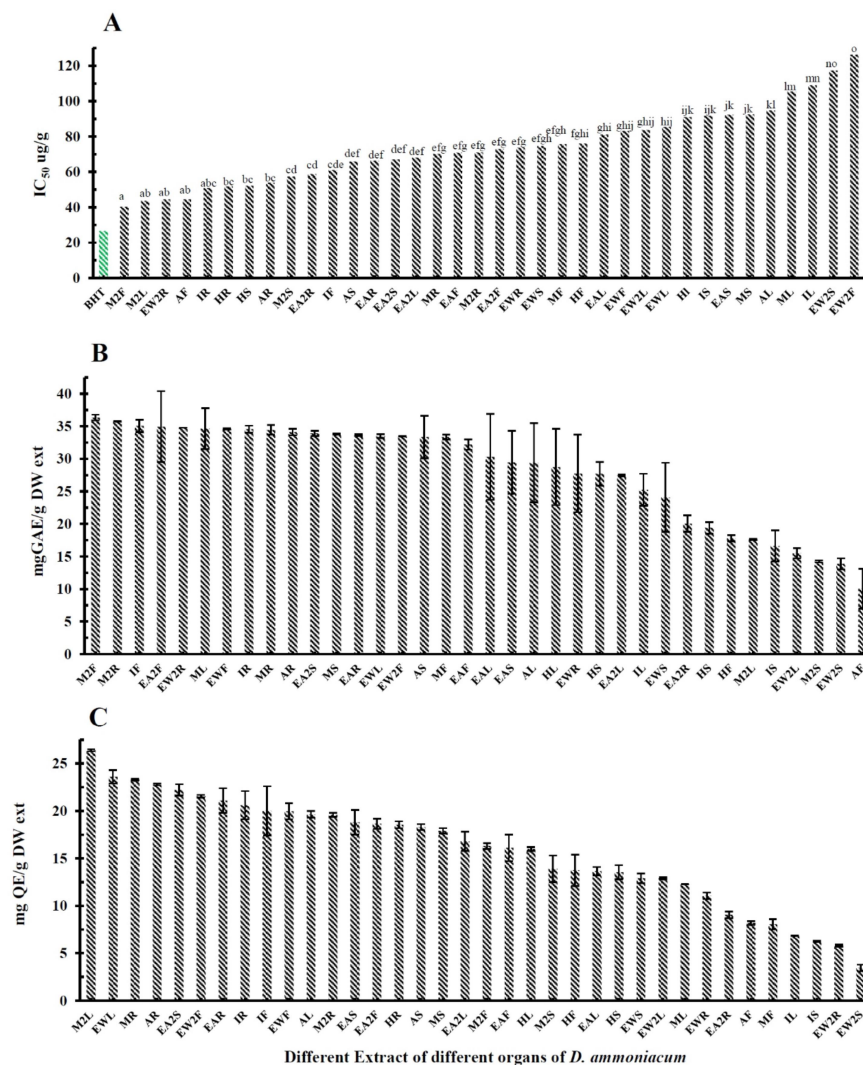 A
IC50 ug/g
120
100
80
60
40
20
0
a ab ab ab abc bc bc bc cd cd cde def def def def efg efg efg efg efg efgh efgh fghi ghi ghij ghij hij ijk ijk jk jk kl lm mn no o
BHT M2F M2L EW2R AF IR HR HS AR M2S EA2R IF AS EAR EA2S EA2L MR EAF M2R EA2F EWR EWS MF HF EAL EWF EW2L EWL HI IS EAS MS AL ML IL EW2S EW2F
B
mgGAE/g DW ext
40
35
30
25
20
15
10
5
0
M2F M2R IF EA2F EW2R ML EWF IR MR AR EA2S MS EAR EWL EW2F AS MF EAF EAL EAS AL HL EWR HS EA2L IL EWS EA2R HS HF M2L IS EW2L M2S EW2S AF
C
mg QE/g DW ext
25
20
15
10
5
0
M2L EWL MR AR EA2S EW2F EAR IR IF EWF AL M2R EAS EA2F HR AS MS EA2L M2F EAF HL M2S HF EAL HS EWS EW2L ML EWR EA2R AF MF IL IS EW2R EW2S
Different Extract of different organs of D. ammoniacum